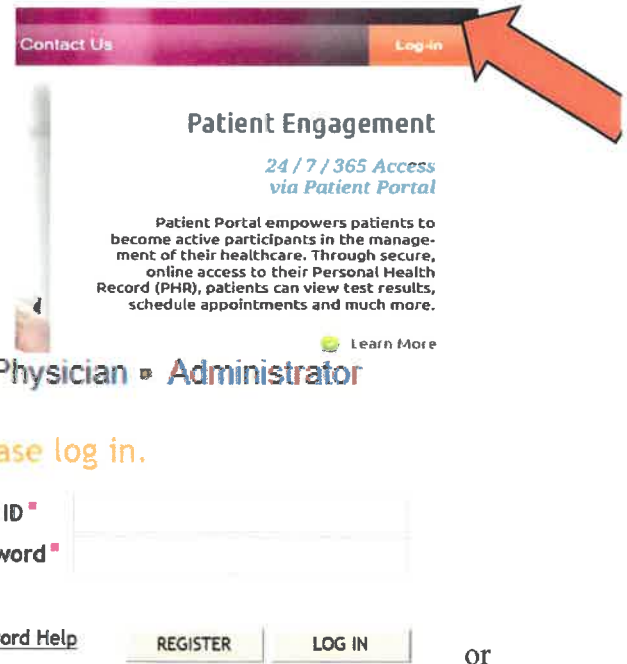 Contact Us Log-in
Patient Engagement
24 / 7 / 365 Access
via Patient Portal
Patient Portal empowers patients to
become active participants in the manage-
ment of their healthcare. Through secure,
online access to their Personal Health
Record (PHR), patients can view test results,
schedule appointments and much more.
Learn More
Physician ▪ Administrator
ase log in.
ID
word
ord Help REGISTER LOG IN or